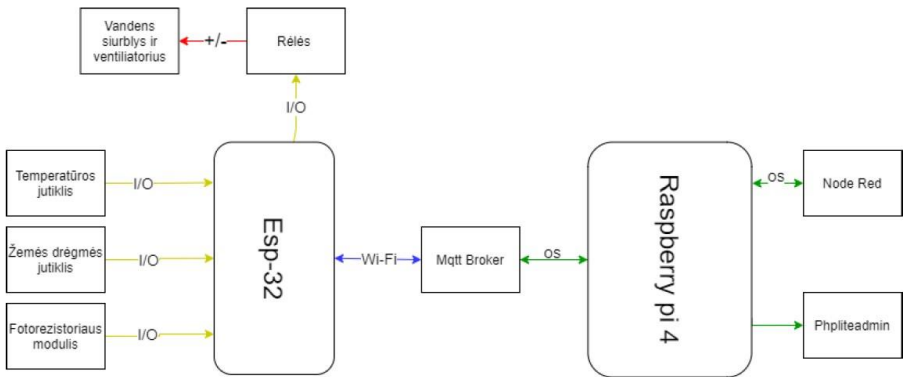 Vandens
siurblys ir
ventiliatorius
+/-
Rėlės
I/O
Temperatūros
jutiklis
I/O
Žemės drėgmės
jutiklis
I/O
Fotorezistoriaus
modulis
I/O
Esp-32
Wi-Fi
Mqtt Broker
OS
Raspberry pi 4
OS
Node Red
Phpliteadmin